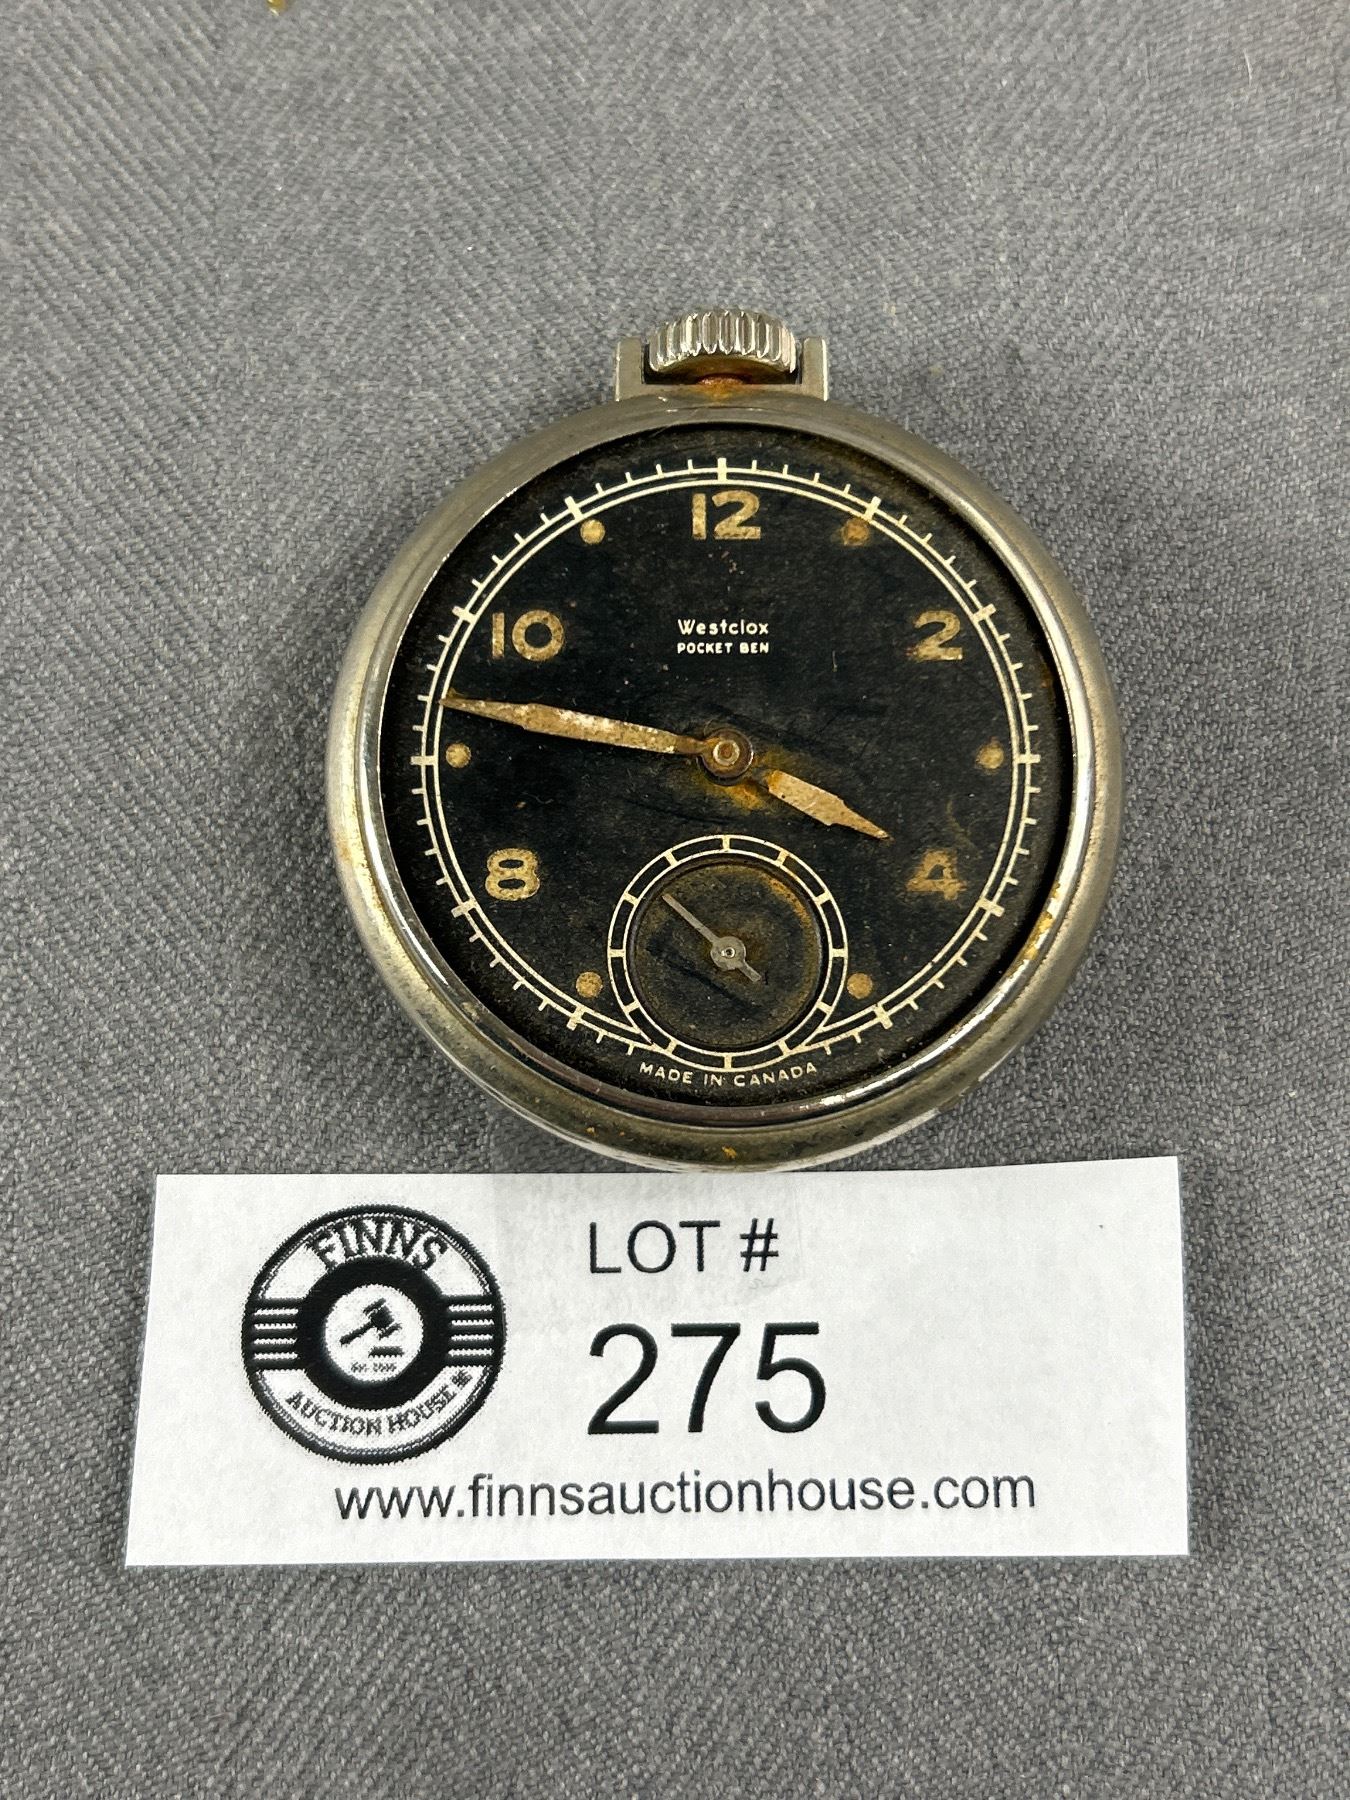 12
10
2
Westclox
POCKET BEN
8
4
MADE IN CANADA
FINNS
AUCTION HOUSE
LOT #
275
www.finnsauctionhouse.com